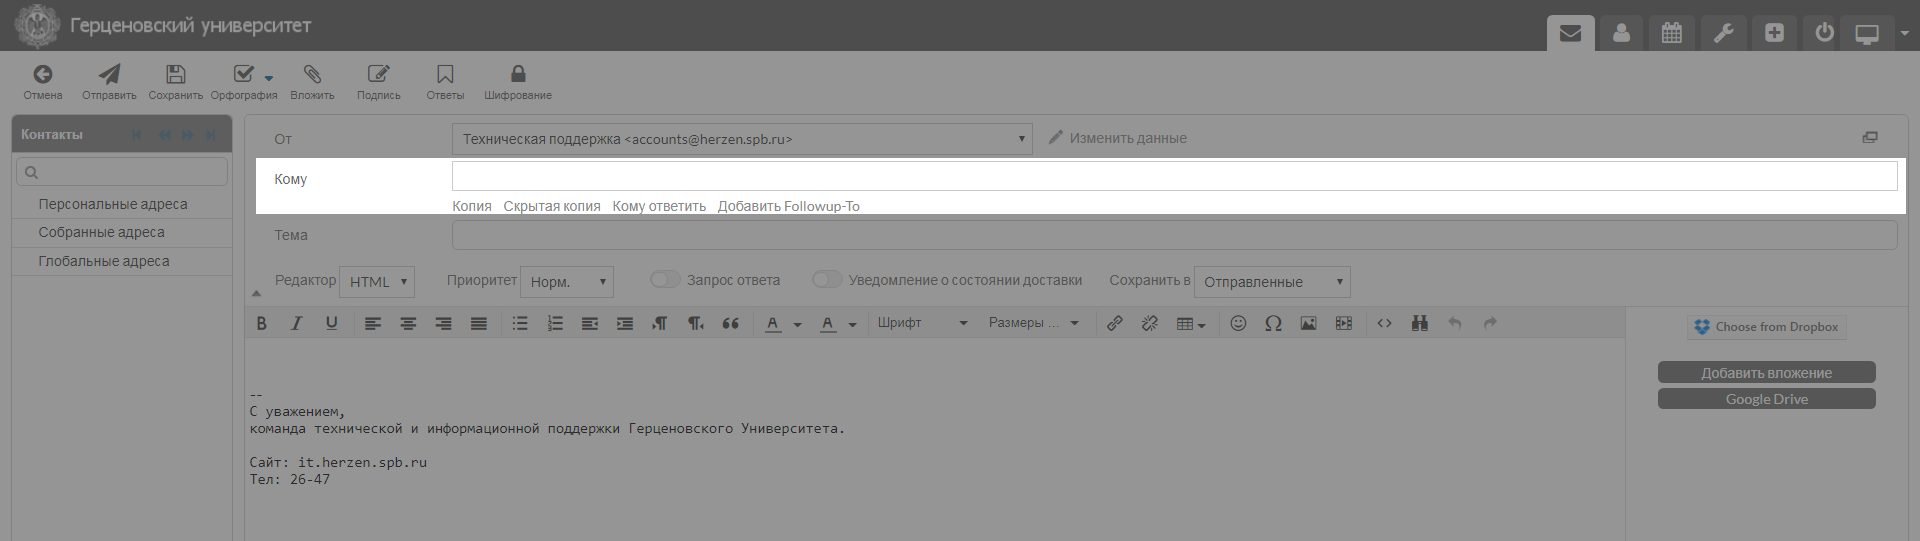 Герценовский университет
Отмена Отправить Сохранить Орфография Вложить Подпись Ответы Шифрование
Контакты
Персональные адреса
Собранные адреса
Глобальные адреса
От Техническая поддержка <accounts@herzen.spb.ru> Изменить данные
Кому
Копия Скрытая копия Кому ответить Добавить Followup-To
Тема
Редактор HTML Приоритет Норм. Запрос ответа Уведомление о состоянии доставки Сохранить в Отправленные
Шрифт Размеры ...
Choose from Dropbox
Добавить вложение
Google Drive
--
С уважением,
команда технической и информационной поддержки Герценовского Университета.
Сайт: it.herzen.spb.ru
Тел: 26-47